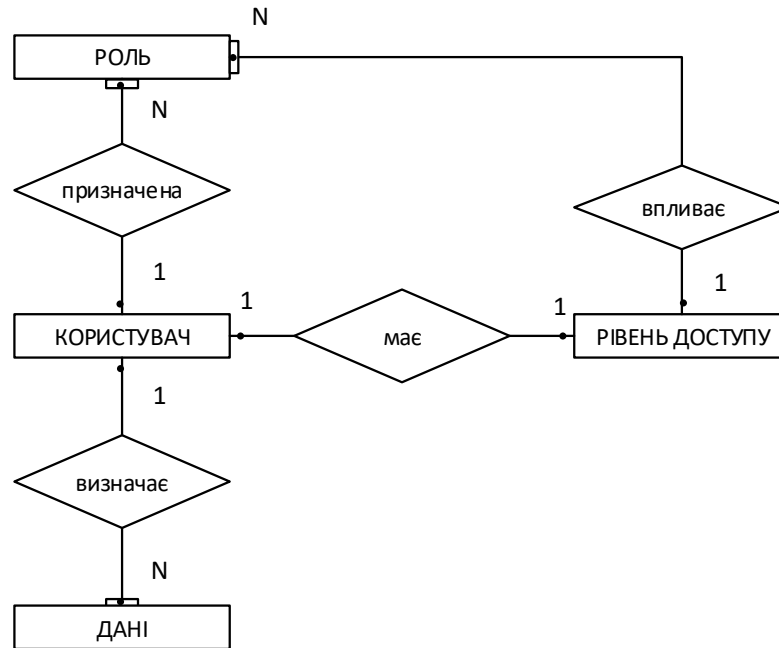 N
РОЛЬ
N
призначена
впливає
1
1
1
1
КОРИСТУВАЧ
має
РІВЕНЬ ДОСТУПУ
1
визначає
N
ДАНІ